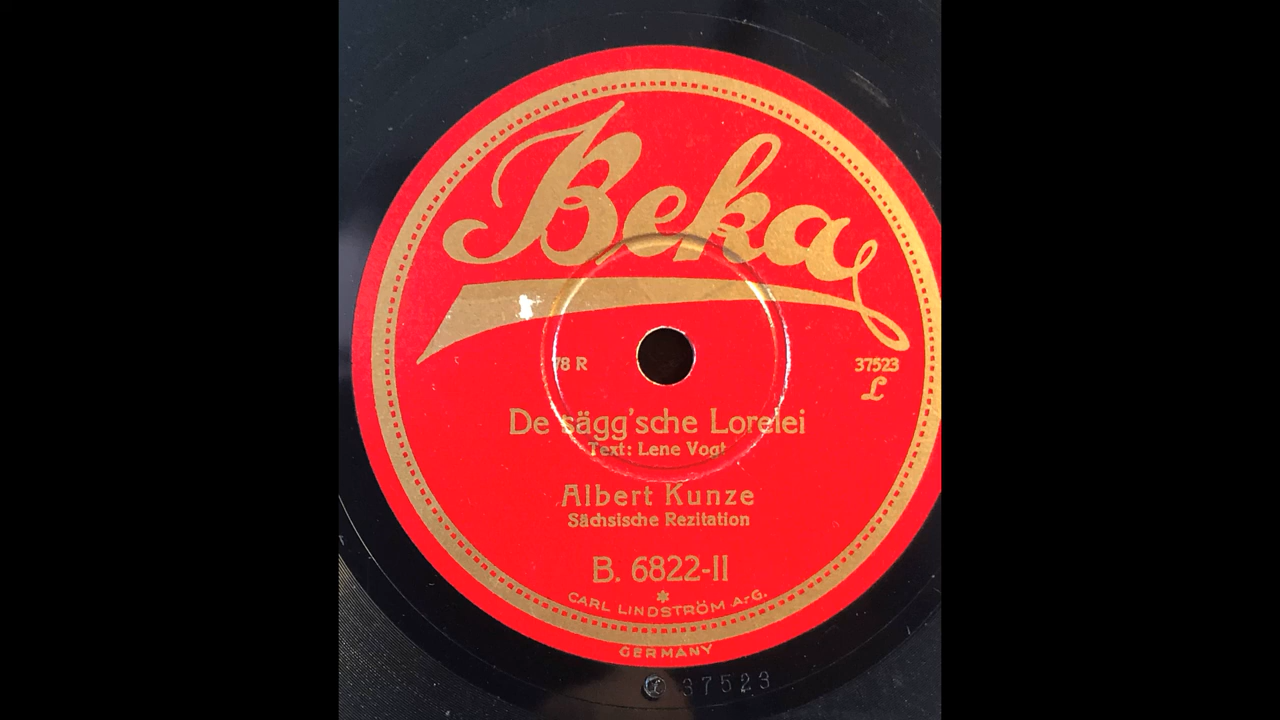 Beka
78 R
37523
L
De sägg'sche Lorelei
Text: Lene Vogt
Albert Kunze
Sächsische Rezitation
B. 6822-II
CARL LINDSTRÖM A-G.
GERMANY
37523